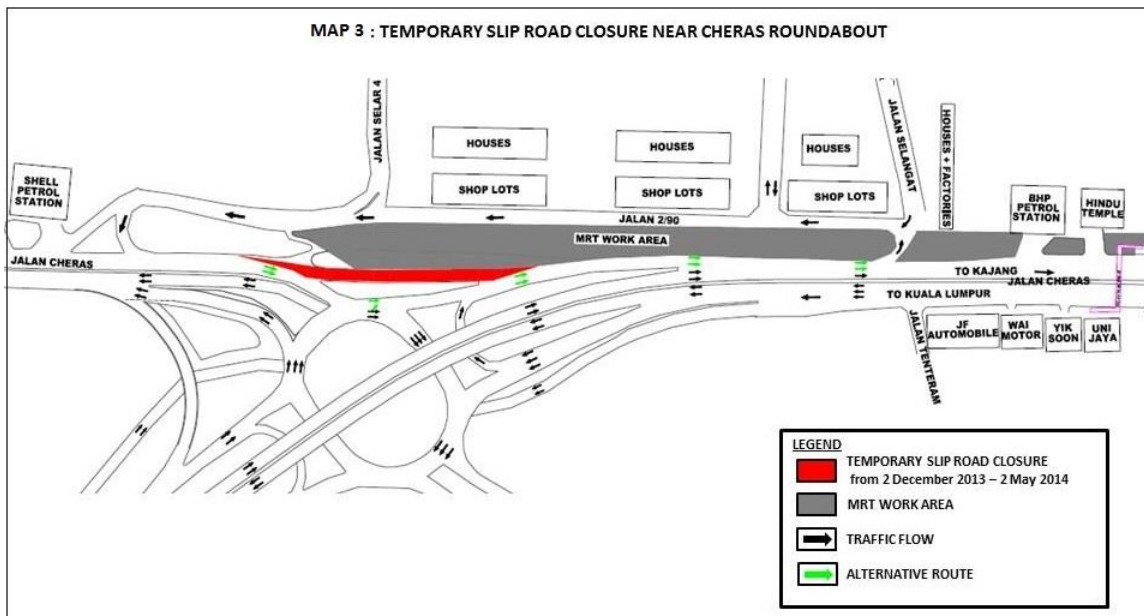 MAP 3 : TEMPORARY SLIP ROAD CLOSURE NEAR CHERAS ROUNDABOUT
JALAN SELAR 4
HOUSES
HOUSES
HOUSES
JALAN SELANGAT
HOUSES + FACTORIES
SHELL
PETROL
STATION
SHOP LOTS
SHOP LOTS
SHOP LOTS
BHP
PETROL
STATION
HINDU
TEMPLE
JALAN 2/90
MRT WORK AREA
JALAN CHERAS
TO KAJANG
JALAN CHERAS
TO KUALA LUMPUR
JALAN TENTERAM
JF
AUTOMOBILE
WAI
MOTOR
YIK
SOON
UNI
JAYA
LEGEND
TEMPORARY SLIP ROAD CLOSURE
from 2 December 2013 – 2 May 2014
MRT WORK AREA
TRAFFIC FLOW
ALTERNATIVE ROUTE